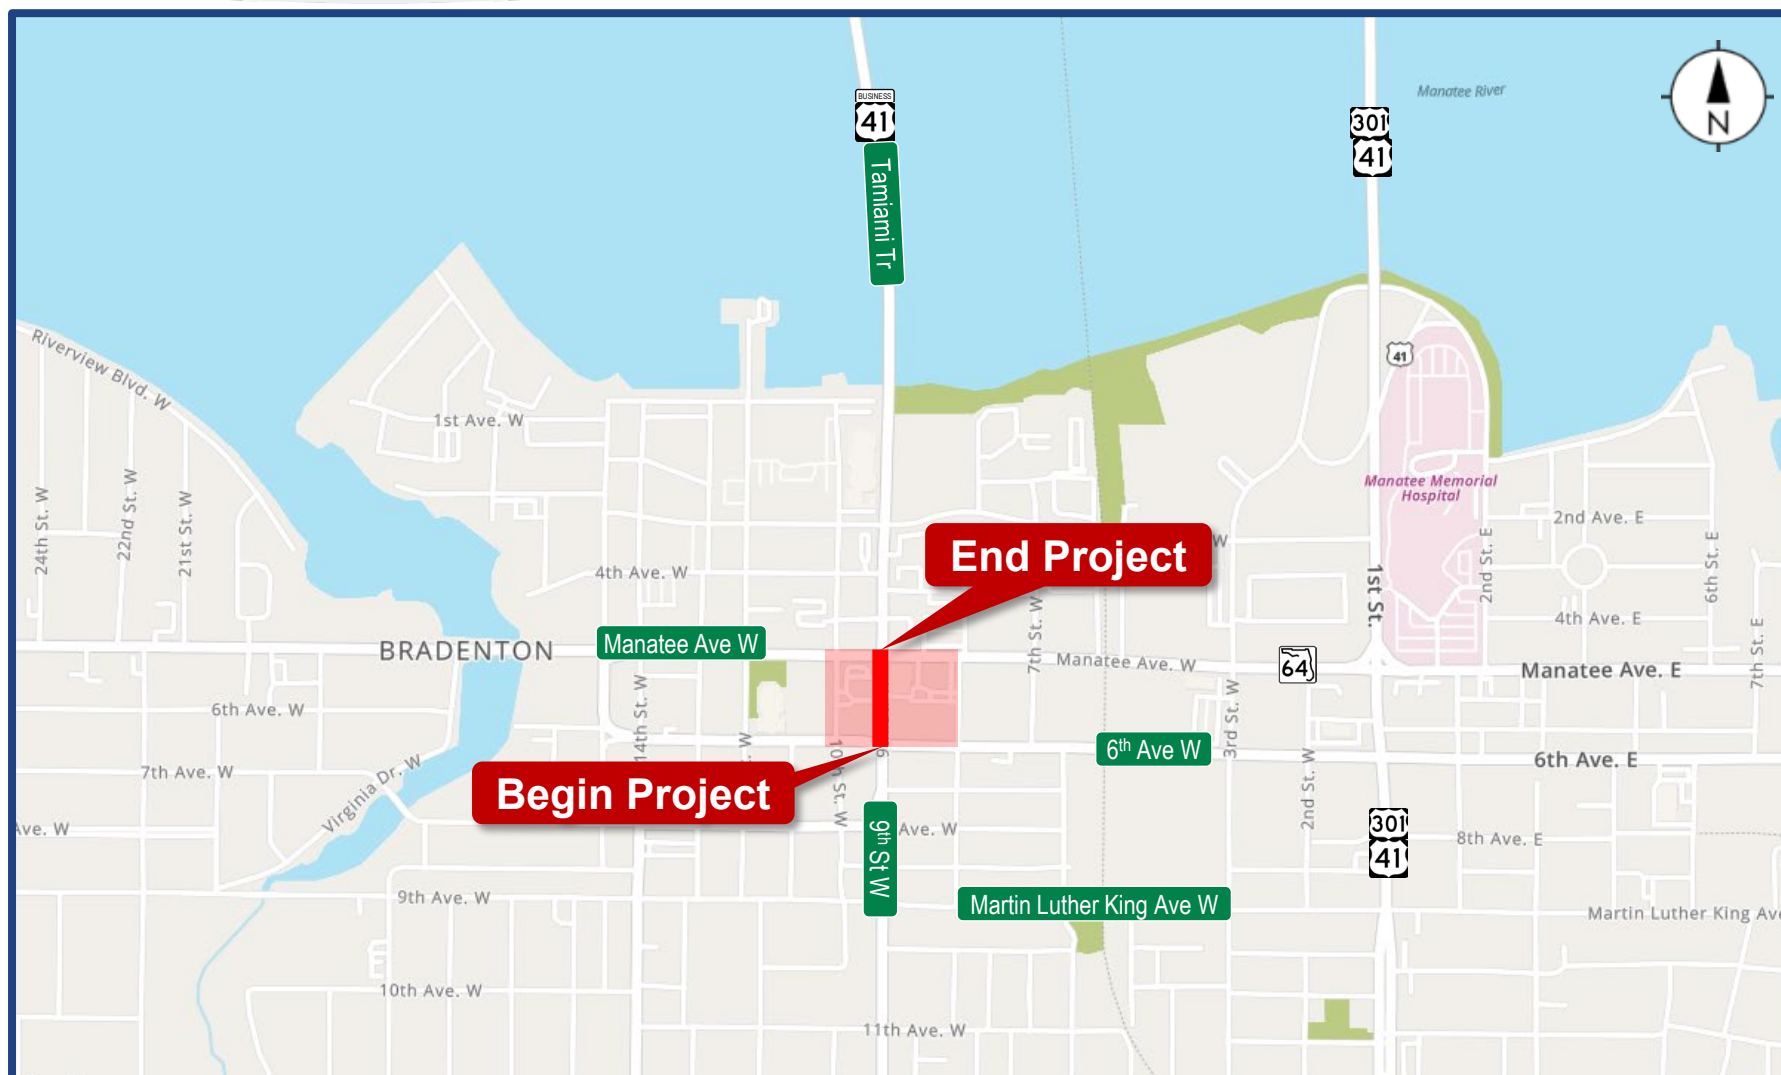 BUSINESS
41
Tamiami Tr
Manatee River
N
301
41
41
Riverview Blvd. W
1st Ave. W
24th St. W
22nd St. W
21st St. W
Manatee Memorial
Hospital
2nd Ave. E
2nd St. E
6th St. E
End Project
W
4th Ave. W
1st St.
4th Ave. E
7th St. W
BRADENTON
Manatee Ave W
Manatee Ave. W
64
Manatee Ave. E
7th St. E
6th Ave. W
14th St. W
. W
3rd St. W
6th Ave W
6th Ave. E
7th Ave. W
Virginia Dr. W
Begin Project
10th St. W
9
2nd St. W
Ave. W
9th St W
Ave. W
301
41
8th Ave. E
9th Ave. W
Martin Luther King Ave W
Martin Luther King Ave
10th Ave. W
11th Ave. W